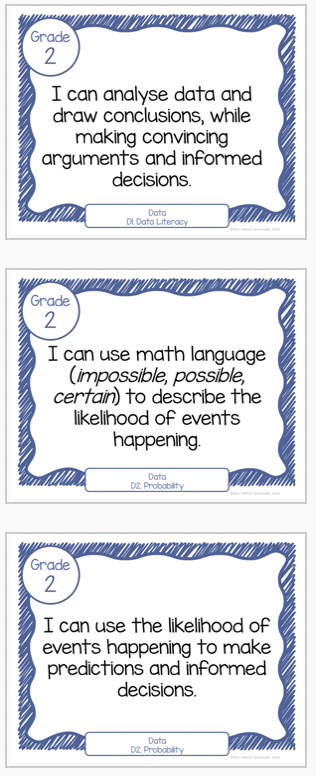 Grade
2
I can analyse data and
draw conclusions, while
making convincing
arguments and informed
decisions.
Data
D1. Data Literacy
Grade
2
I can use math language
(impossible, possible,
certain) to describe the
likelihood of events
happening.
Data
D2. Probability
Grade
2
I can use the likelihood of
events happening to make
predictions and informed
decisions.
Data
D2. Probability